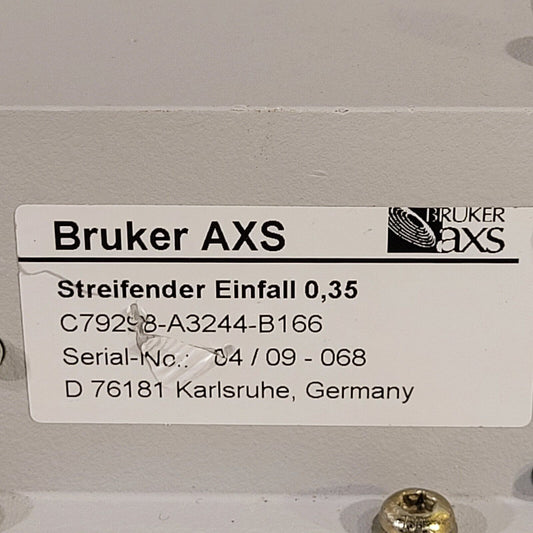 Bruker AXS
BRUKER
axs
Streifender Einfall 0,35
C79298-A3244-B166
Serial-No.: 04 / 09 - 068
D 76181 Karlsruhe, Germany